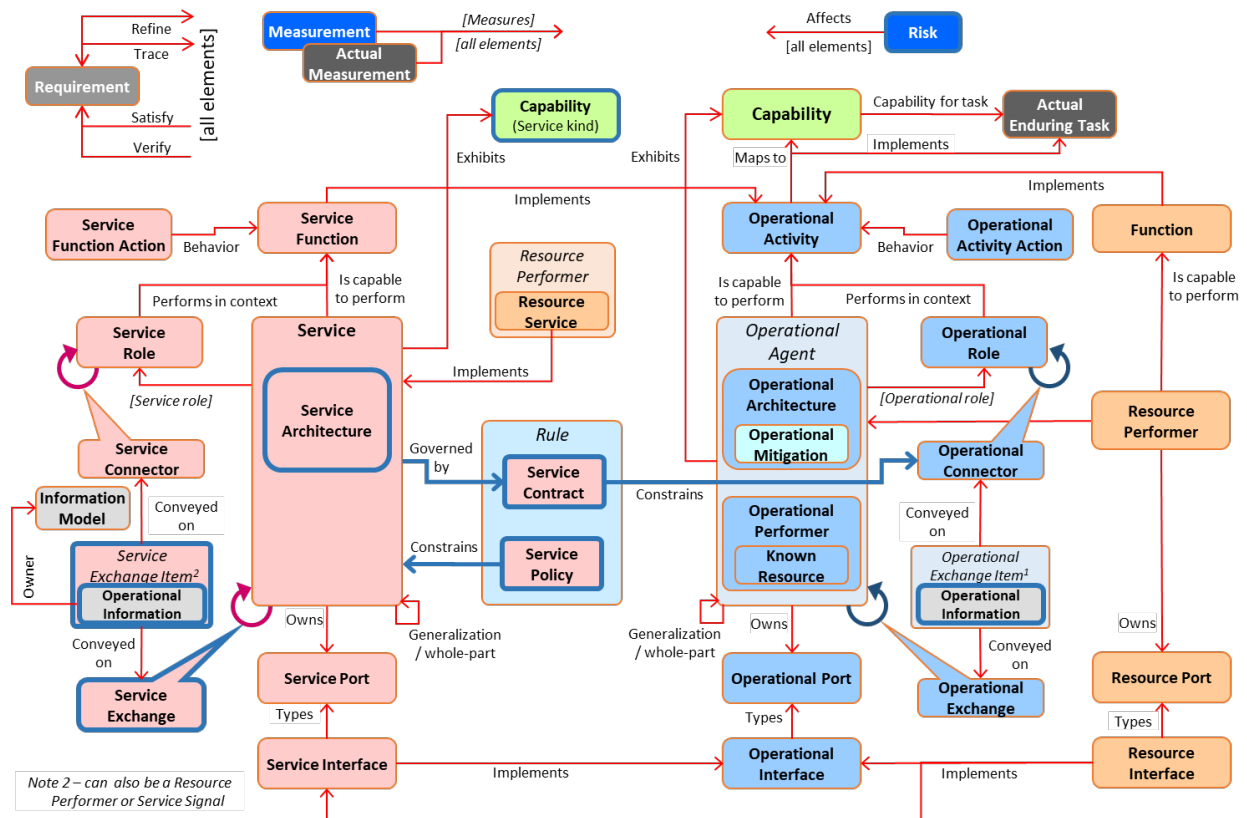 Refine
Trace
Requirement
Satisfy
Verify
[all elements]
Measurement
Actual
Measurement
[Measures]
[all elements]
Affects
[all elements]
Risk
Capability
(Service kind)
Exhibits
Capability
Capability for task
Actual
Enduring Task
Exhibits
Maps to
Implements
Implements
Implements
Service
Function Action
Behavior
Service
Function
Operational
Activity
Behavior
Operational
Activity Action
Function
Resource
Performer
Resource
Service
Implements
Performs in context
Is capable
to perform
Is capable
to perform
Performs in context
Is capable
to perform
Service
Role
[Service role]
Service
Service
Architecture
Operational
Agent
Operational
Architecture
Operational
Mitigation
Operational
Role
[Operational role]
Resource
Performer
Service
Connector
Governed
by
Rule
Service
Contract
Constrains
Operational
Connector
Information
Model
Conveyed
on
Constrains
Service
Policy
Operational
Performer
Known
Resource
Conveyed
on
Owner
Service
Exchange Item2
Operational
Information
Operational
Exchange Item1
Operational
Information
Conveyed
on
Owns
Generalization
/ whole-part
Generalization
/ whole-part
Owns
Conveyed
on
Owns
Service
Exchange
Service Port
Operational Port
Operational
Exchange
Resource Port
Types
Types
Types
Service Interface
Implements
Operational
Interface
Implements
Resource
Interface
Note 2 – can also be a Resource
Performer or Service Signal